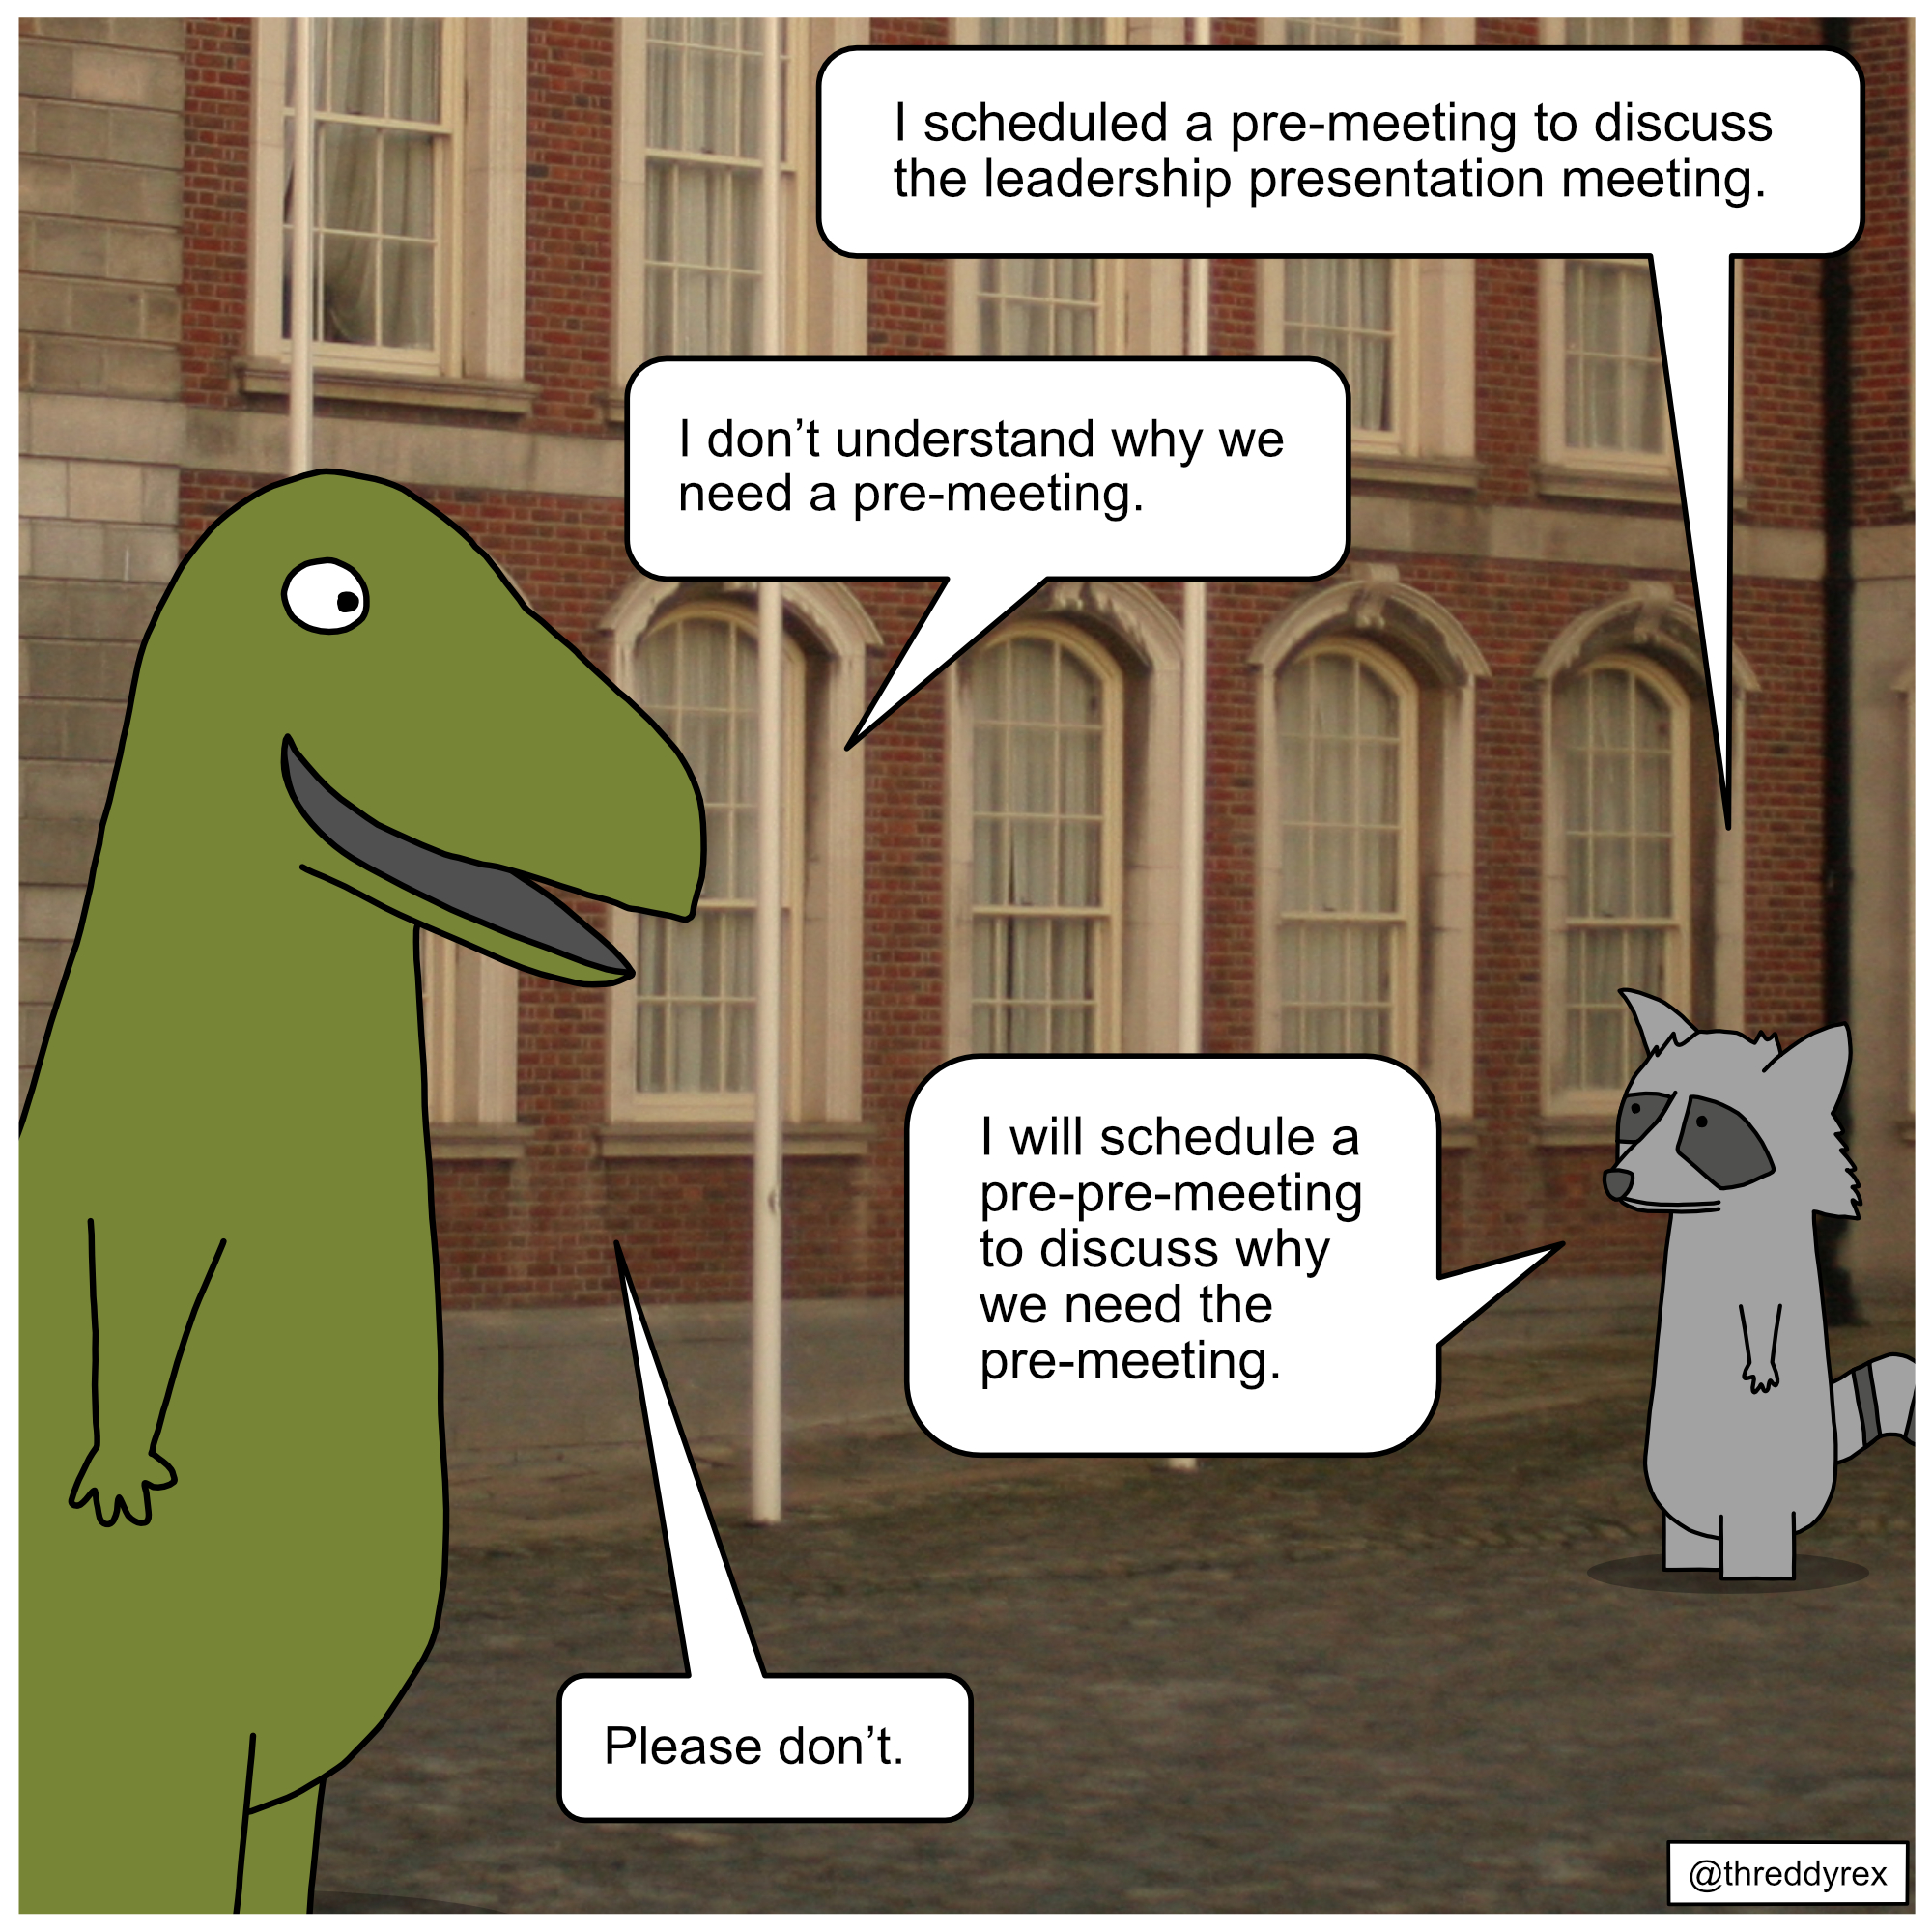 I scheduled a pre-meeting to discuss
the leadership presentation meeting.
I don’t understand why we
need a pre-meeting.
I will schedule a
pre-pre-meeting
to discuss why
we need the
pre-meeting.
Please don’t.
@threddyrex